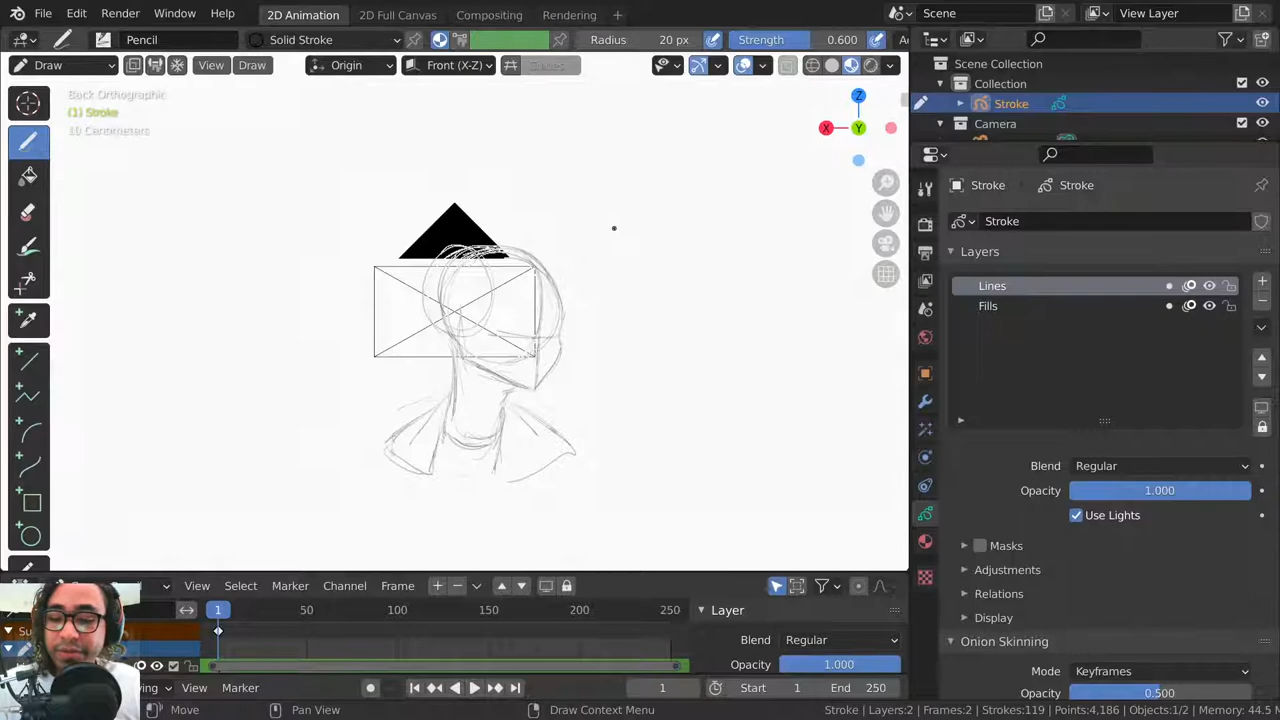 File Edit Render Window Help 2D Animation 2D Full Canvas Compositing Rendering + Scene View Layer
Pencil Solid Stroke Radius 20 px Strength 0.600
Draw View Draw Origin Front (X-Z)
Back Orthographic
(1) Stroke
10 Centimeters
Z
X
Y
Scene Collection
Collection
Stroke
Camera
Stroke Stroke
Stroke
Layers
Lines
Fills
Blend Regular
Opacity 1.000
Use Lights
Masks
Adjustments
Relations
Display
Onion Skinning
Mode Keyframes
Opacity 0.500
View Select Marker Channel Frame
1 50 100 150 200 250
Layer
Blend Regular
Opacity 1.000
View Marker 1 Start 1 End 250
Move Pan View Draw Context Menu Stroke | Layers:2 | Frames:2 | Strokes:119 | Points:4,186 | Objects:1/2 | Memory: 44.5